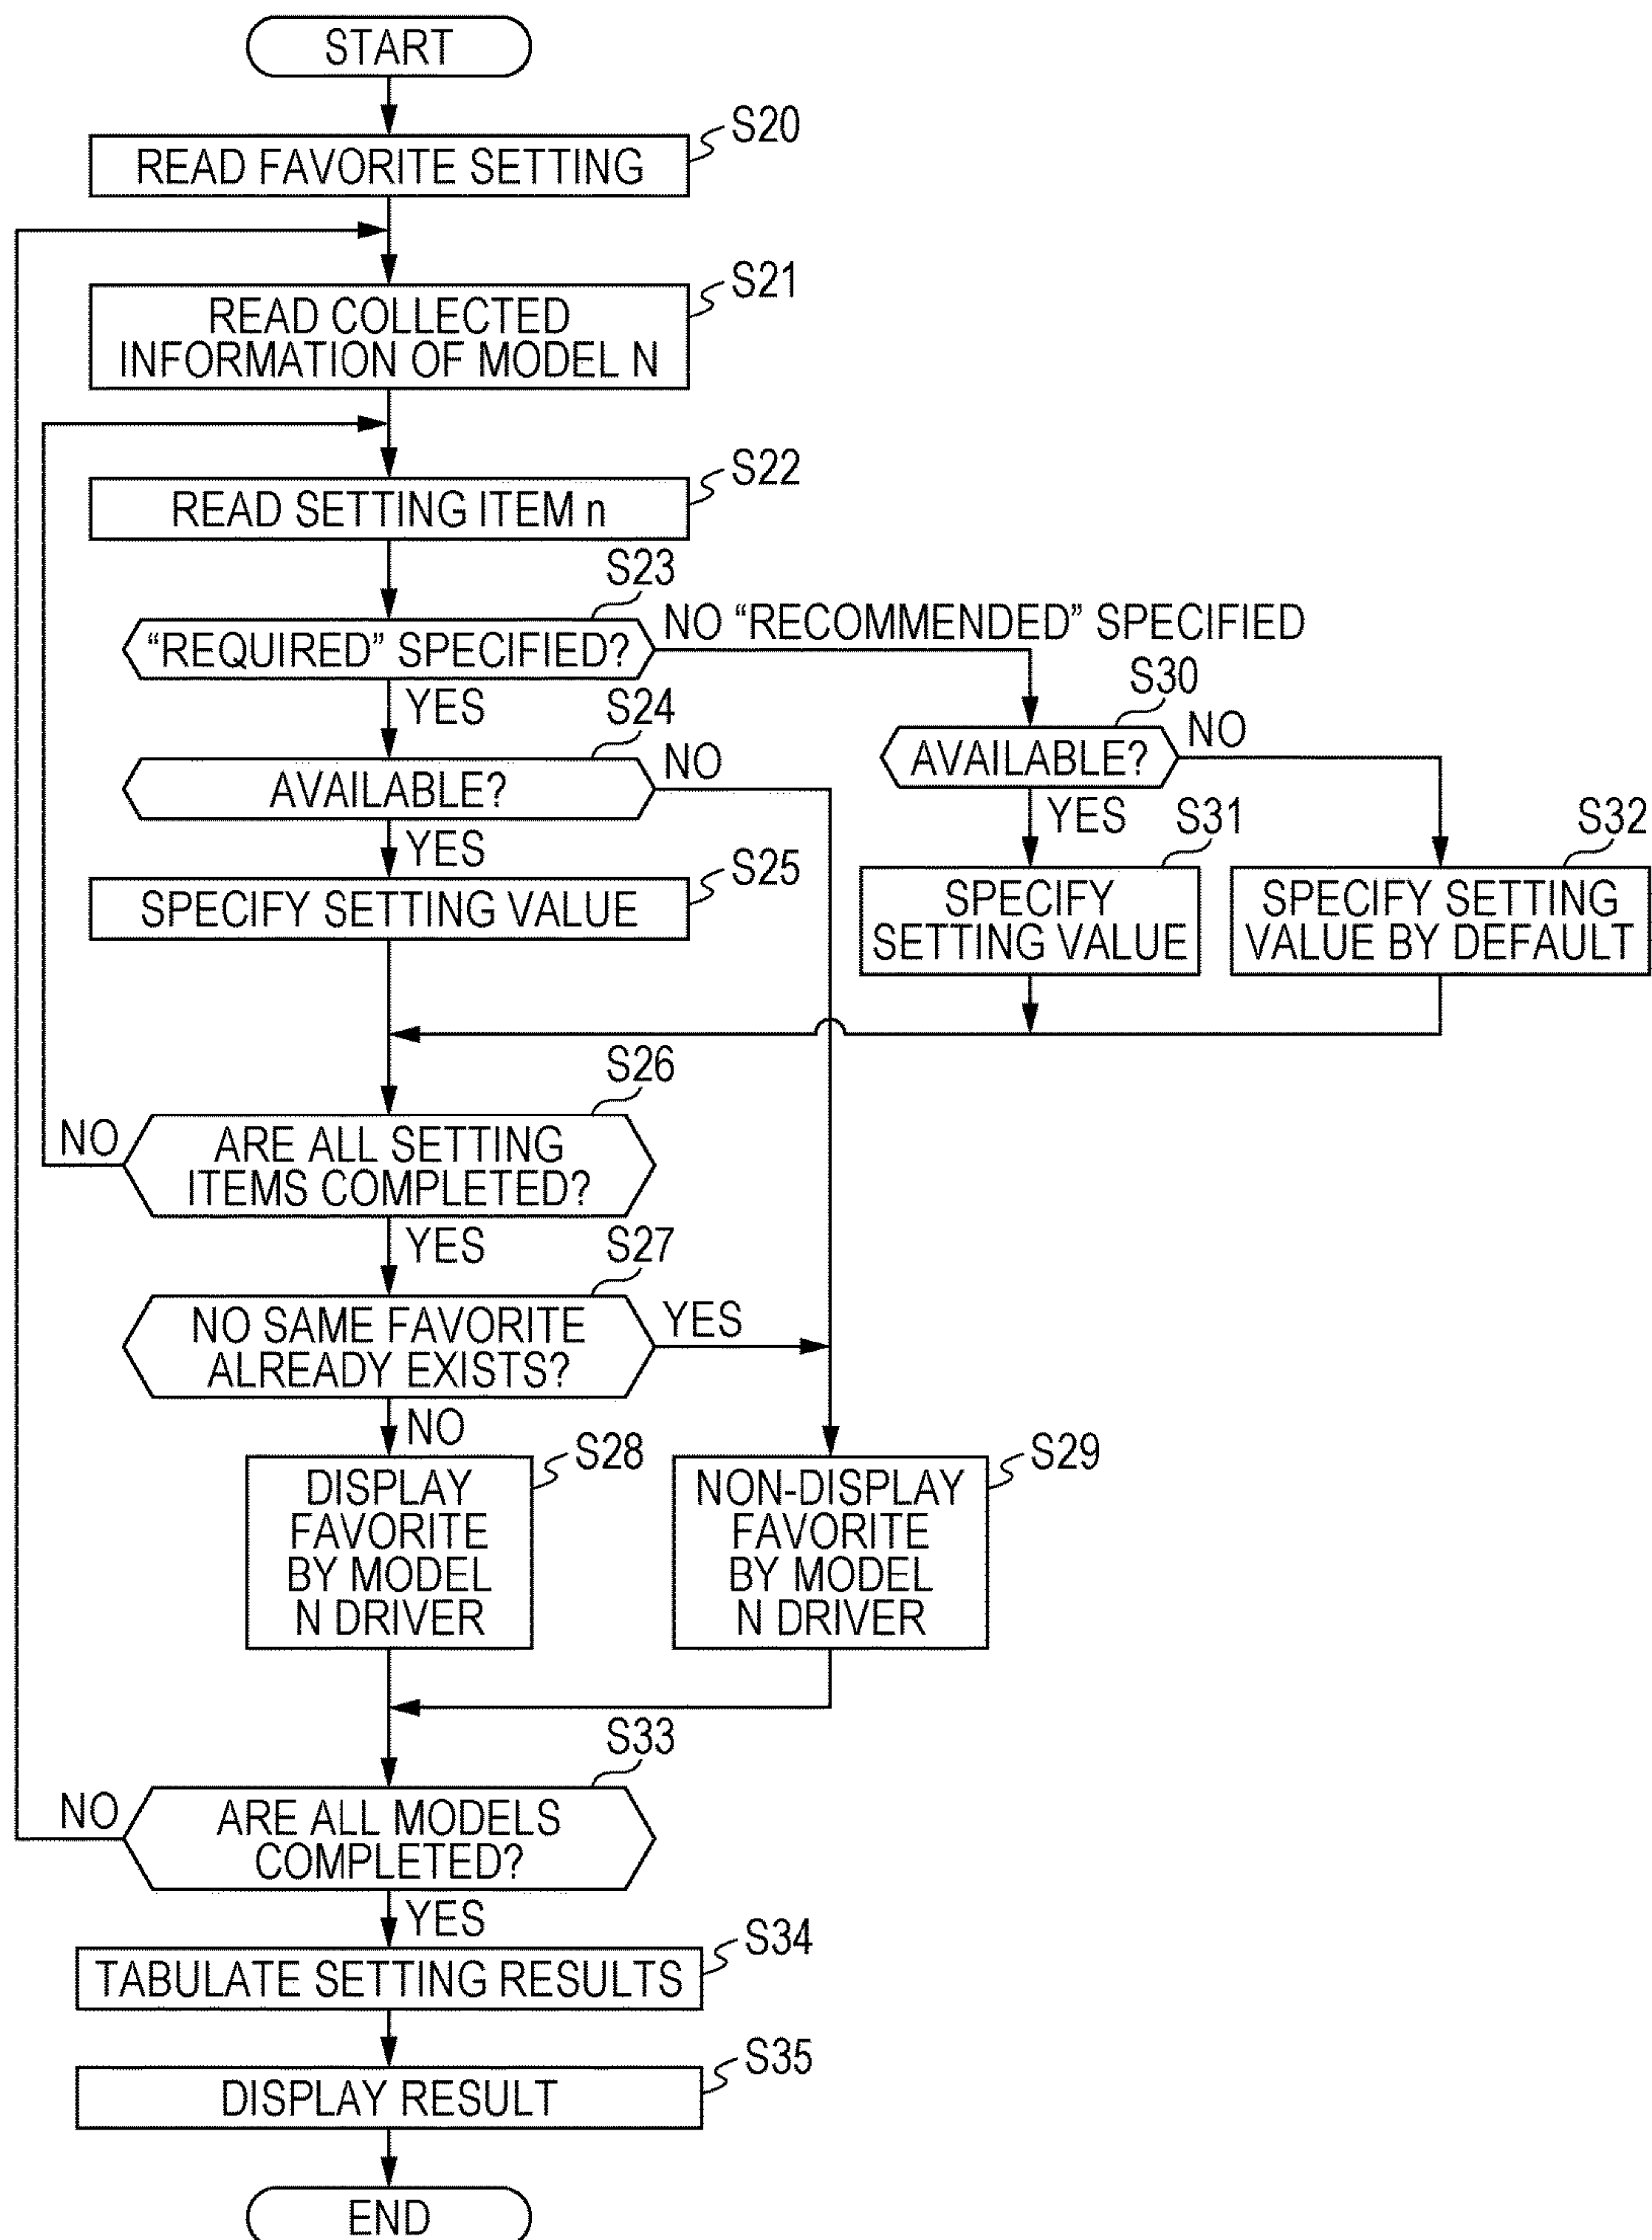 START
S20
READ FAVORITE SETTING
S21
READ COLLECTED
INFORMATION OF MODEL N
S22
READ SETTING ITEM n
S23
"REQUIRED" SPECIFIED?
NO "RECOMMENDED" SPECIFIED
YES
S24
AVAILABLE?
NO
S30
AVAILABLE?
NO
YES
S25
SPECIFY SETTING VALUE
YES
S31
SPECIFY
SETTING VALUE
S32
SPECIFY SETTING
VALUE BY DEFAULT
S26
NO
ARE ALL SETTING
ITEMS COMPLETED?
YES
S27
NO SAME FAVORITE
ALREADY EXISTS?
YES
NO
S28
DISPLAY
FAVORITE
BY MODEL
N DRIVER
S29
NON-DISPLAY
FAVORITE
BY MODEL
N DRIVER
S33
NO
ARE ALL MODELS
COMPLETED?
YES
S34
TABULATE SETTING RESULTS
S35
DISPLAY RESULT
END